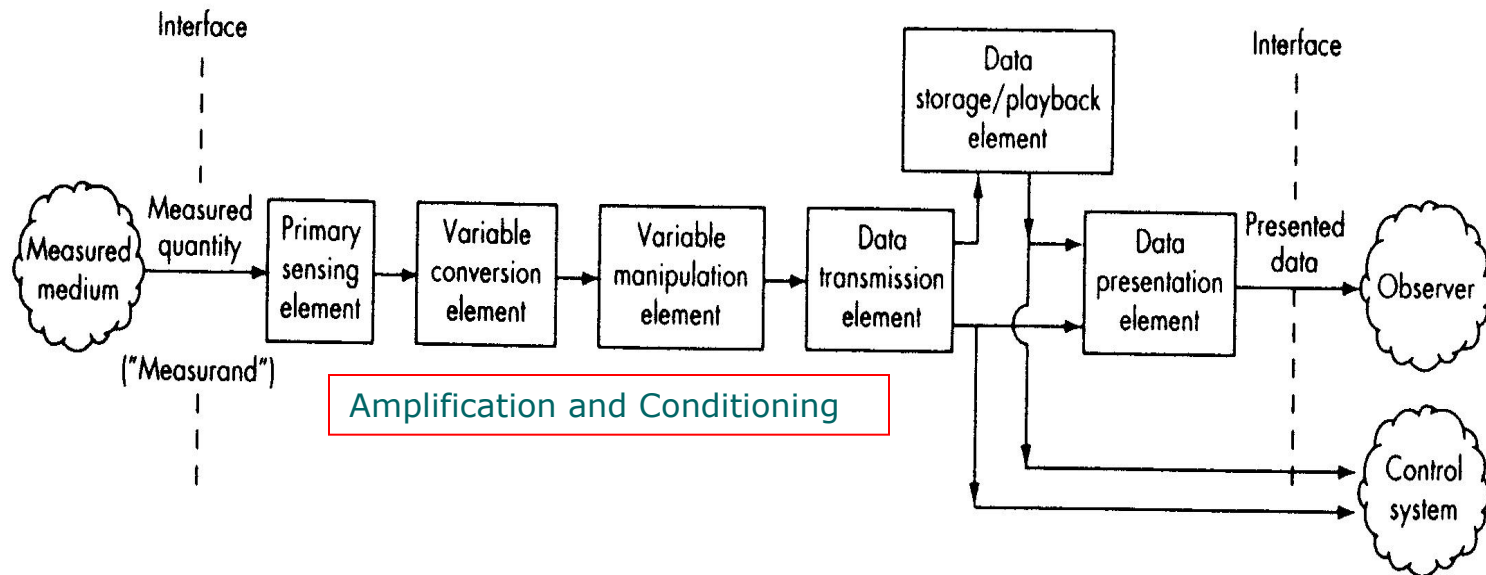 Interface
Measured
medium
Measured
quantity
("Measurand")
Primary
sensing
element
Variable
conversion
element
Variable
manipulation
element
Amplification and Conditioning
Data
transmission
element
Data
storage/playback
element
Data
presentation
element
Interface
Presented
data
Observer
Control
system